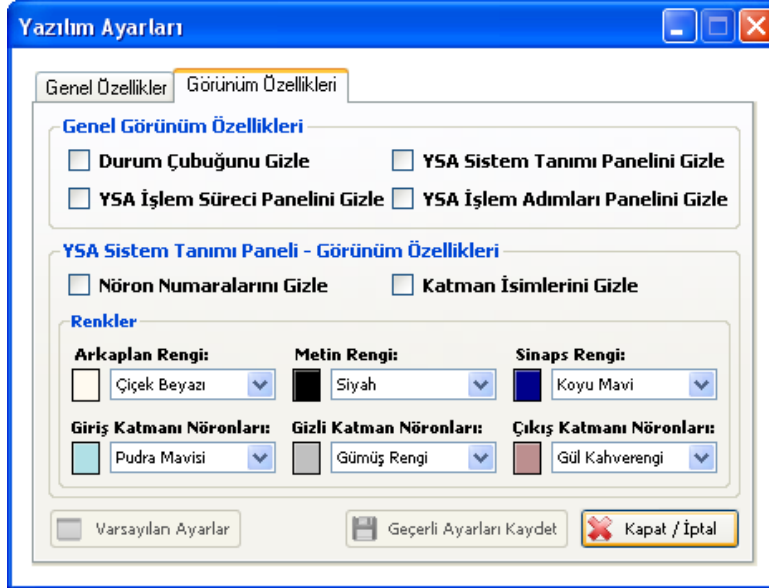 Yazılım Ayarları
Genel Özellikler Görünüm Özellikleri
Genel Görünüm Özellikleri
Durum Çubuğunu Gizle YSA Sistem Tanımı Panelini Gizle
YSA İşlem Süreci Panelini Gizle YSA İşlem Adımları Panelini Gizle
YSA Sistem Tanımı Paneli - Görünüm Özellikleri
Nöron Numaralarını Gizle Katman İsimlerini Gizle
Renkler
Arkaplan Rengi: Metin Rengi: Sinaps Rengi:
Çiçek Beyazı Siyah Koyu Mavi
Giriş Katmanı Nöronları: Gizli Katman Nöronları: Çıkış Katmanı Nöronları:
Pudra Mavisi Gümüş Rengi Gül Kahverengi
Varsayılan Ayarlar Geçerli Ayarları Kaydet Kapat / İptal